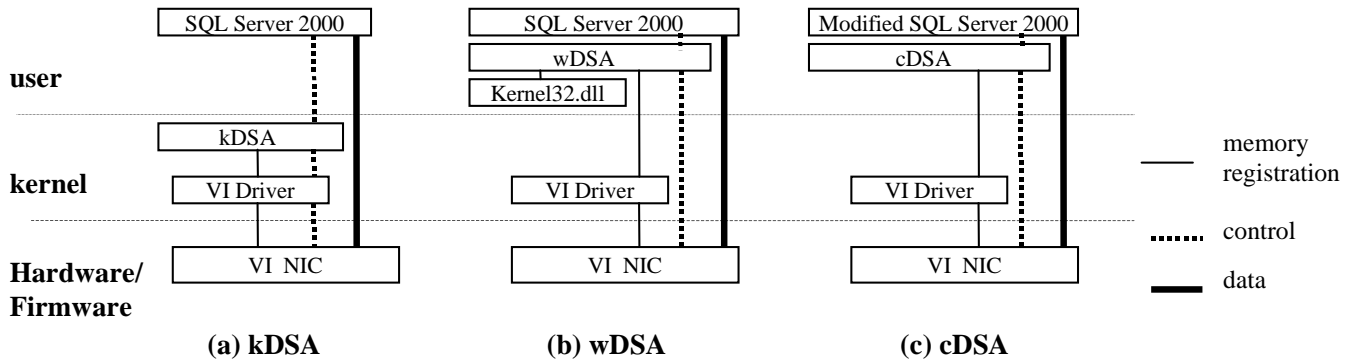 SQL Server 2000
SQL Server 2000
Modified SQL Server 2000
wDSA
cDSA
user
Kernel32.dll
kDSA
memory
registration
kernel
VI Driver
VI Driver
VI Driver
control
Hardware/
Firmware
VI NIC
VI NIC
VI NIC
data
(a) kDSA
(b) wDSA
(c) cDSA